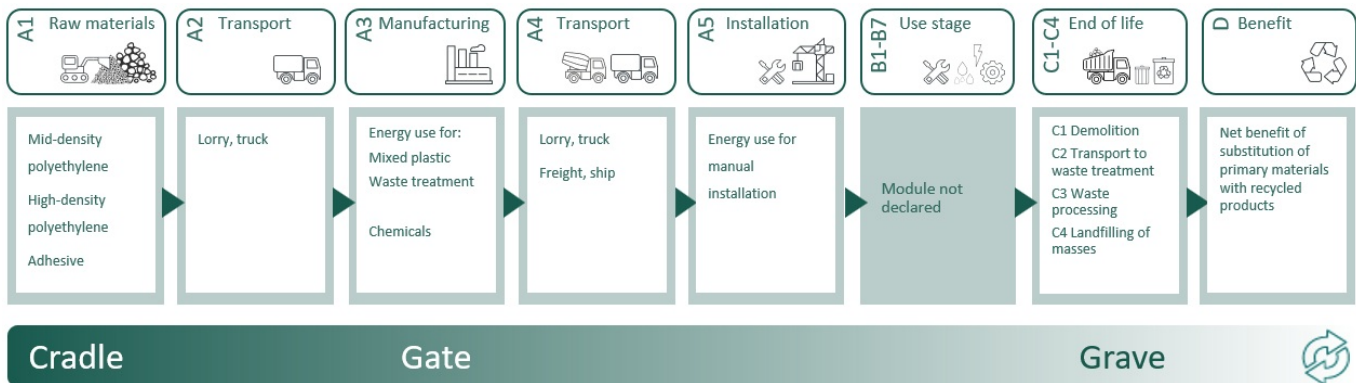 A1 Raw materials
A2 Transport
A3 Manufacturing
A4 Transport
A5 Installation
B1-B7 Use stage
C1-C4 End of life
D Benefit
Mid-density
polyethylene
High-density
polyethylene
Adhesive
Lorry, truck
Energy use for:
Mixed plastic
Waste treatment
Chemicals
Lorry, truck
Freight, ship
Energy use for
manual
installation
Module not
declared
C1 Demolition
C2 Transport to
waste treatment
C3 Waste
processing
C4 Landfilling of
masses
Net benefit of
substitution of
primary materials
with recycled
products
Cradle
Gate
Grave